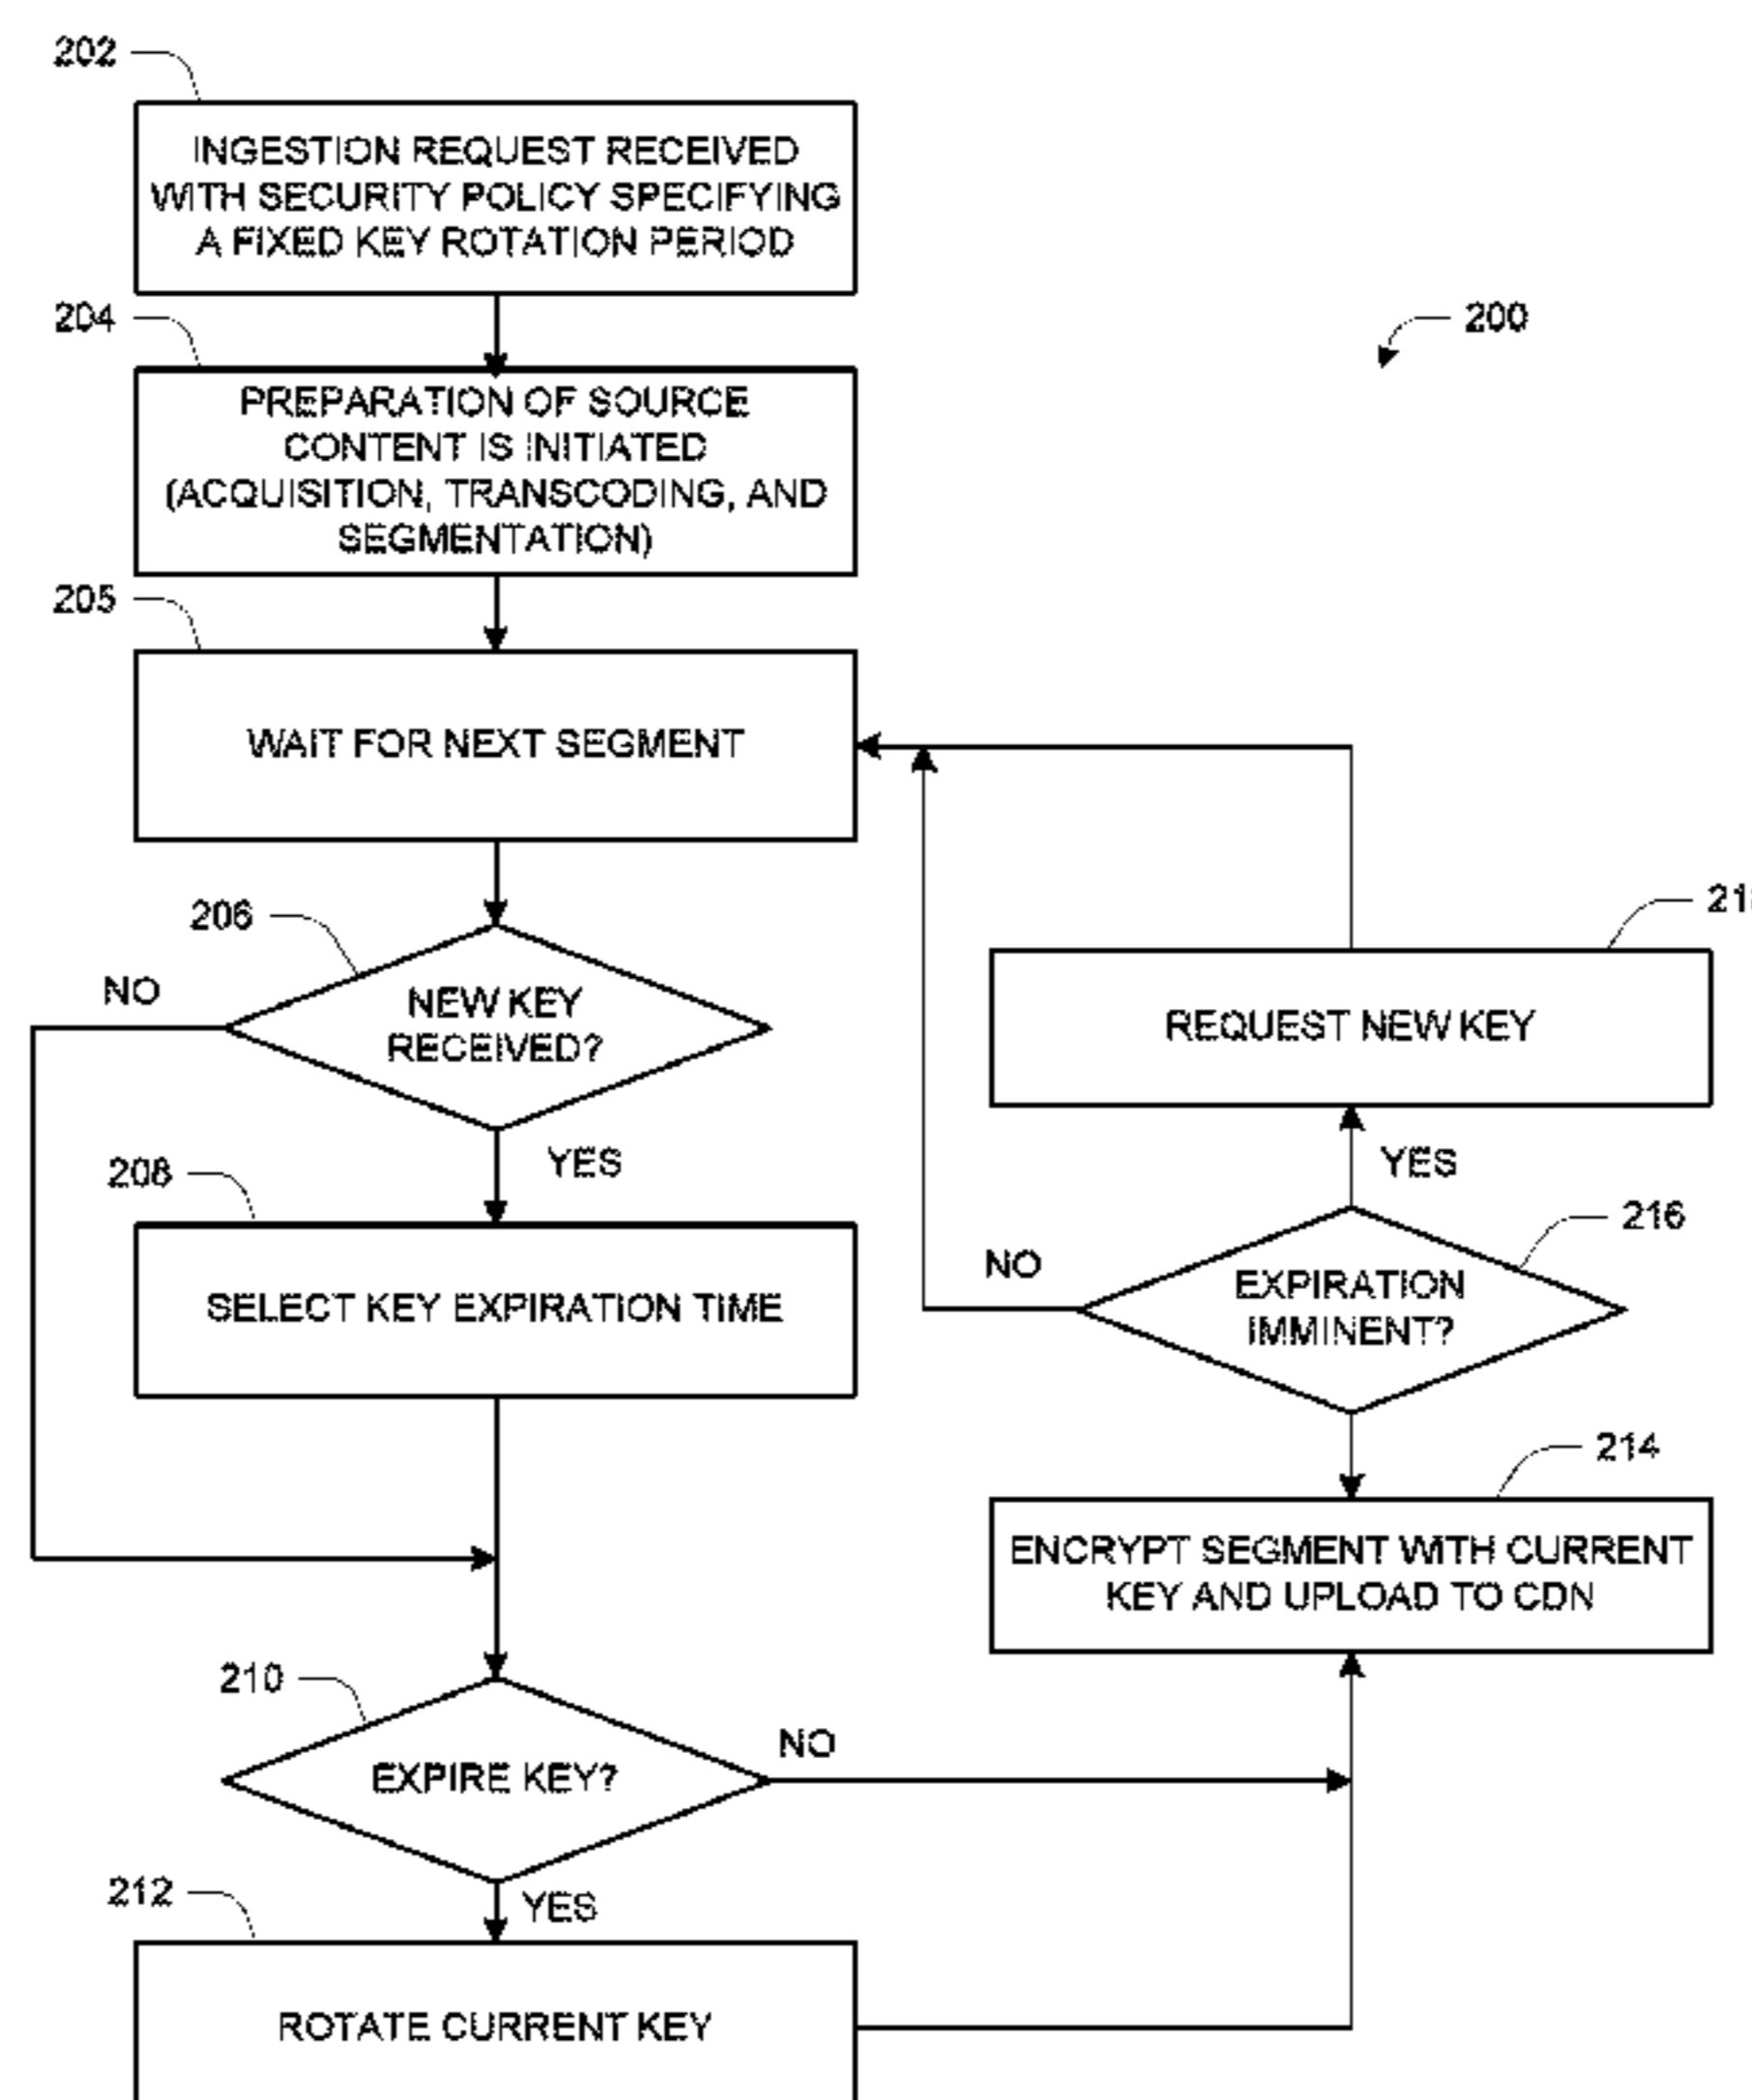 202
INGESTION REQUEST RECEIVED
WITH SECURITY POLICY SPECIFYING
A FIXED KEY ROTATION PERIOD
204
200
PREPARATION OF SOURCE
CONTENT IS INITIATED
(ACQUISITION, TRANSCODING, AND
SEGMENTATION)
205
WAIT FOR NEXT SEGMENT
206
NO
NEW KEY
RECEIVED?
YES
REQUEST NEW KEY
YES
208
SELECT KEY EXPIRATION TIME
216
NO
EXPIRATION
IMMINENT?
214
ENCRYPT SEGMENT WITH CURRENT
KEY AND UPLOAD TO CDN
210
EXPIRE KEY?
NO
YES
212
ROTATE CURRENT KEY